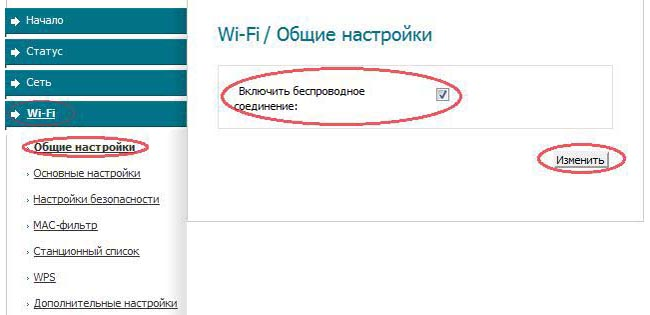 Начало
Статус
Сеть
Wi-Fi
Общие настройки
Основные настройки
Настройки безопасности
MAC-фильтр
Станционный список
WPS
Дополнительные настройки
Wi-Fi / Общие настройки
Включить беспроводное
соединение:
Изменить